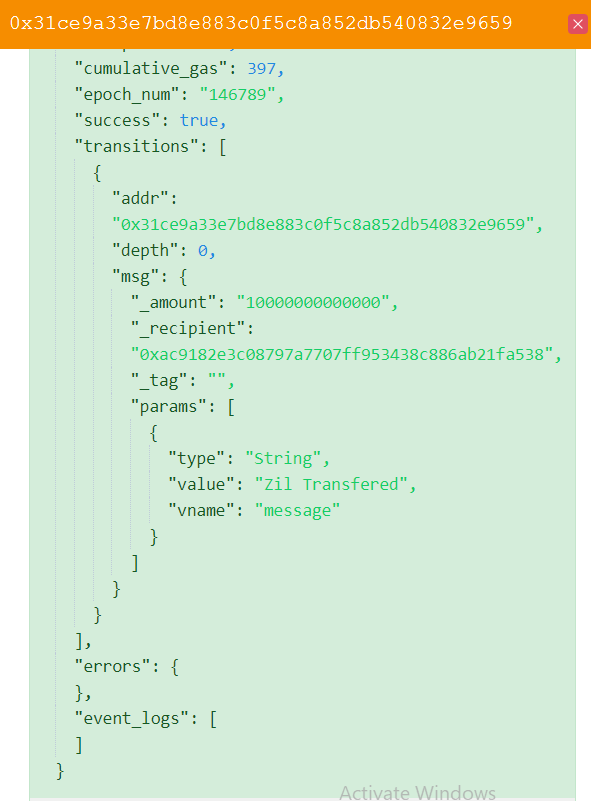 0x31ce9a33e7bd8e883c0f5c8a852db540832e9659
"cumulative_gas": 397,
"epoch_num": "146789",
"success": true,
"transitions": [
{
"addr":
"0x31ce9a33e7bd8e883c0f5c8a852db540832e9659",
"depth": 0,
"msg": {
"_amount": "10000000000000",
"_recipient":
"0xac9182e3c08797a7707ff953438c886ab21fa538",
"_tag": "",
"params": [
{
"type": "String",
"value": "Zil Transfered",
"vname": "message"
}
]
}
}
],
"errors": {
},
"event_logs": [
]
}
Activate Windows